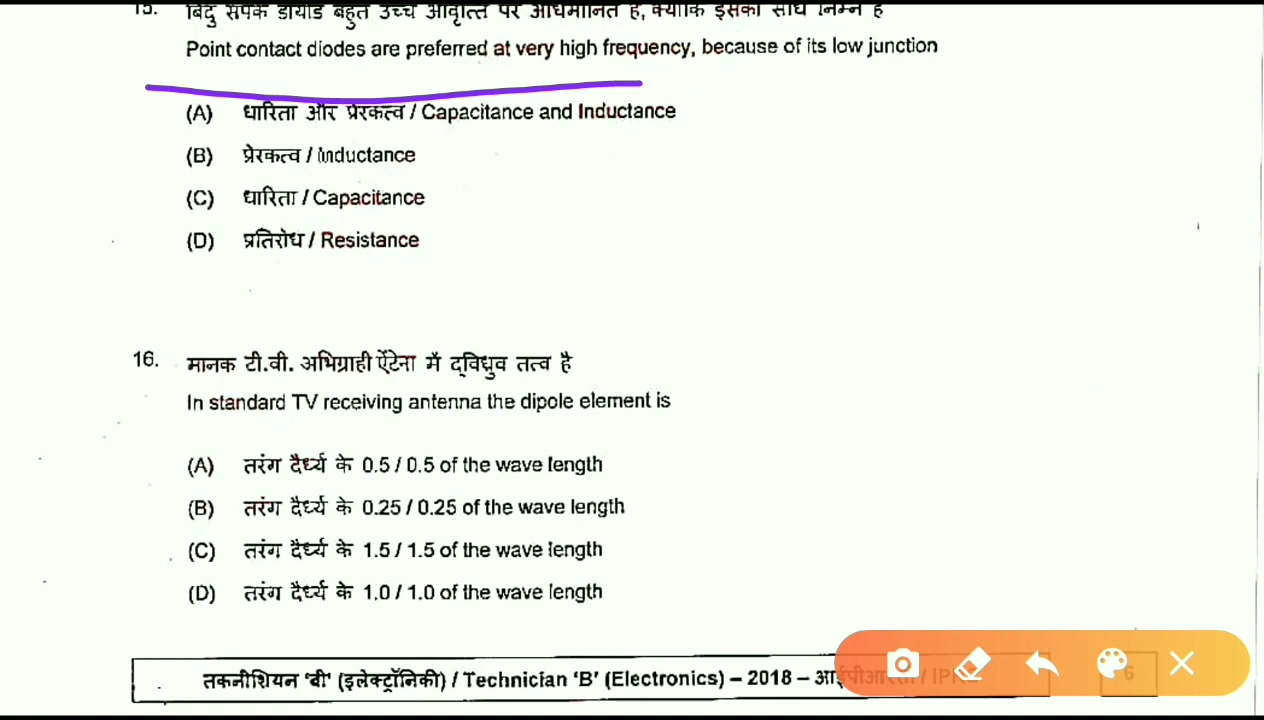 15. बिंदु संपर्क डायोड बहुत उच्च आवृत्ति पर अधिमानित है, क्योंकि इसकी संधि निम्न है
Point contact diodes are preferred at very high frequency, because of its low junction
(A) धारिता और प्रेरकत्व / Capacitance and Inductance
(B) प्रेरकत्व / Inductance
(C) धारिता / Capacitance
(D) प्रतिरोध / Resistance
16. मानक टी.वी. अभिग्राही ऐंटेना में द्विध्रुव तत्व है
In standard TV receiving antenna the dipole element is
(A) तरंग दैर्ध्य के 0.5 / 0.5 of the wave length
(B) तरंग दैर्ध्य के 0.25 / 0.25 of the wave length
(C) तरंग दैर्ध्य के 1.5 / 1.5 of the wave length
(D) तरंग दैर्ध्य के 1.0 / 1.0 of the wave length
तकनीशियन 'बी' (इलेक्ट्रॉनिकी) / Technician 'B' (Electronics) – 2018 – 6